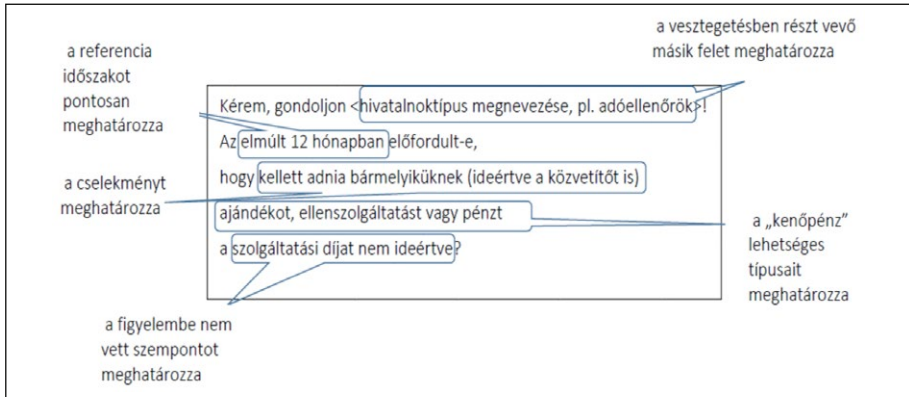 a vesztegetésben részt vevő
másik felet meghatározza
a referencia
időszakot
pontosan
meghatározza
Kérem, gondoljon <hivatalnoktípus megnevezése, pl. adóellenőrök>!
Az elmúlt 12 hónapban előfordult-e,
hogy kellett adnia bármelyiküknek (ideértve a közvetítőt is)
a cselekményt
meghatározza
ajándékot, ellenszolgáltatást vagy pénzt
a szolgáltatási díjat nem ideértve?
a „kenőpénz”
lehetséges
típusait
meghatározza
a figyelembe nem
vett szempontot
meghatározza